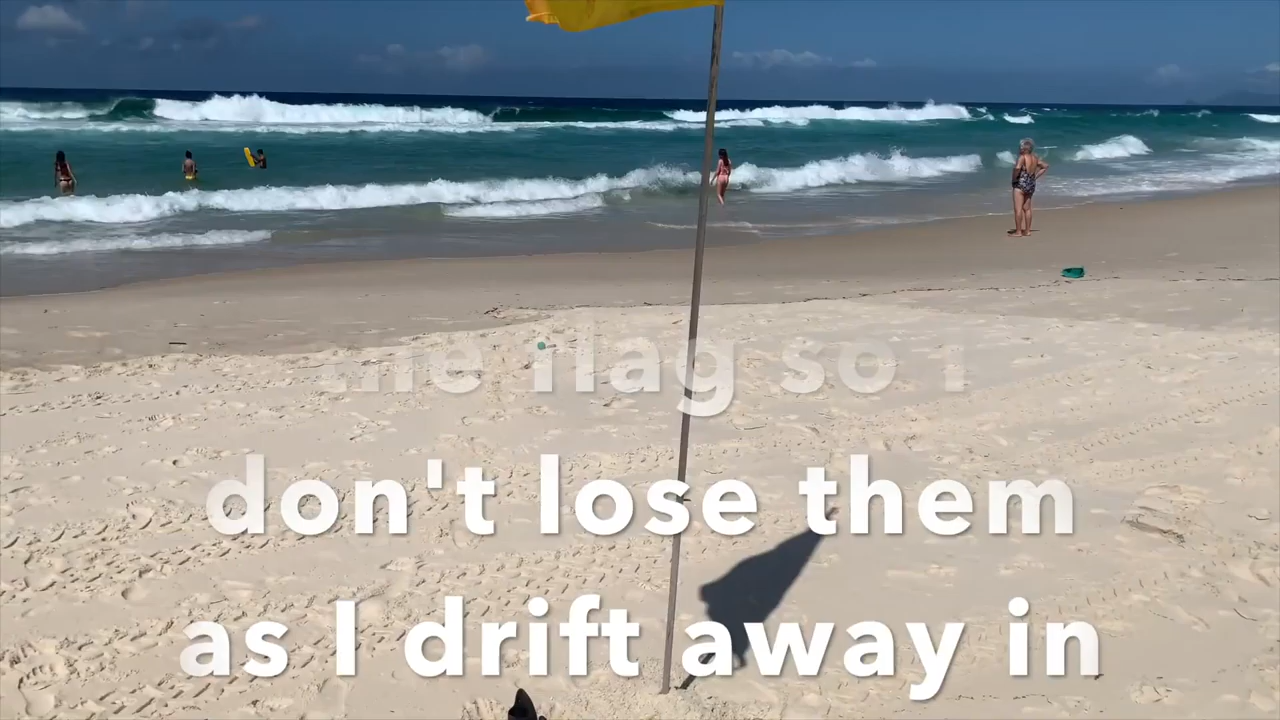 the flag so I
don't lose them
as I drift away in